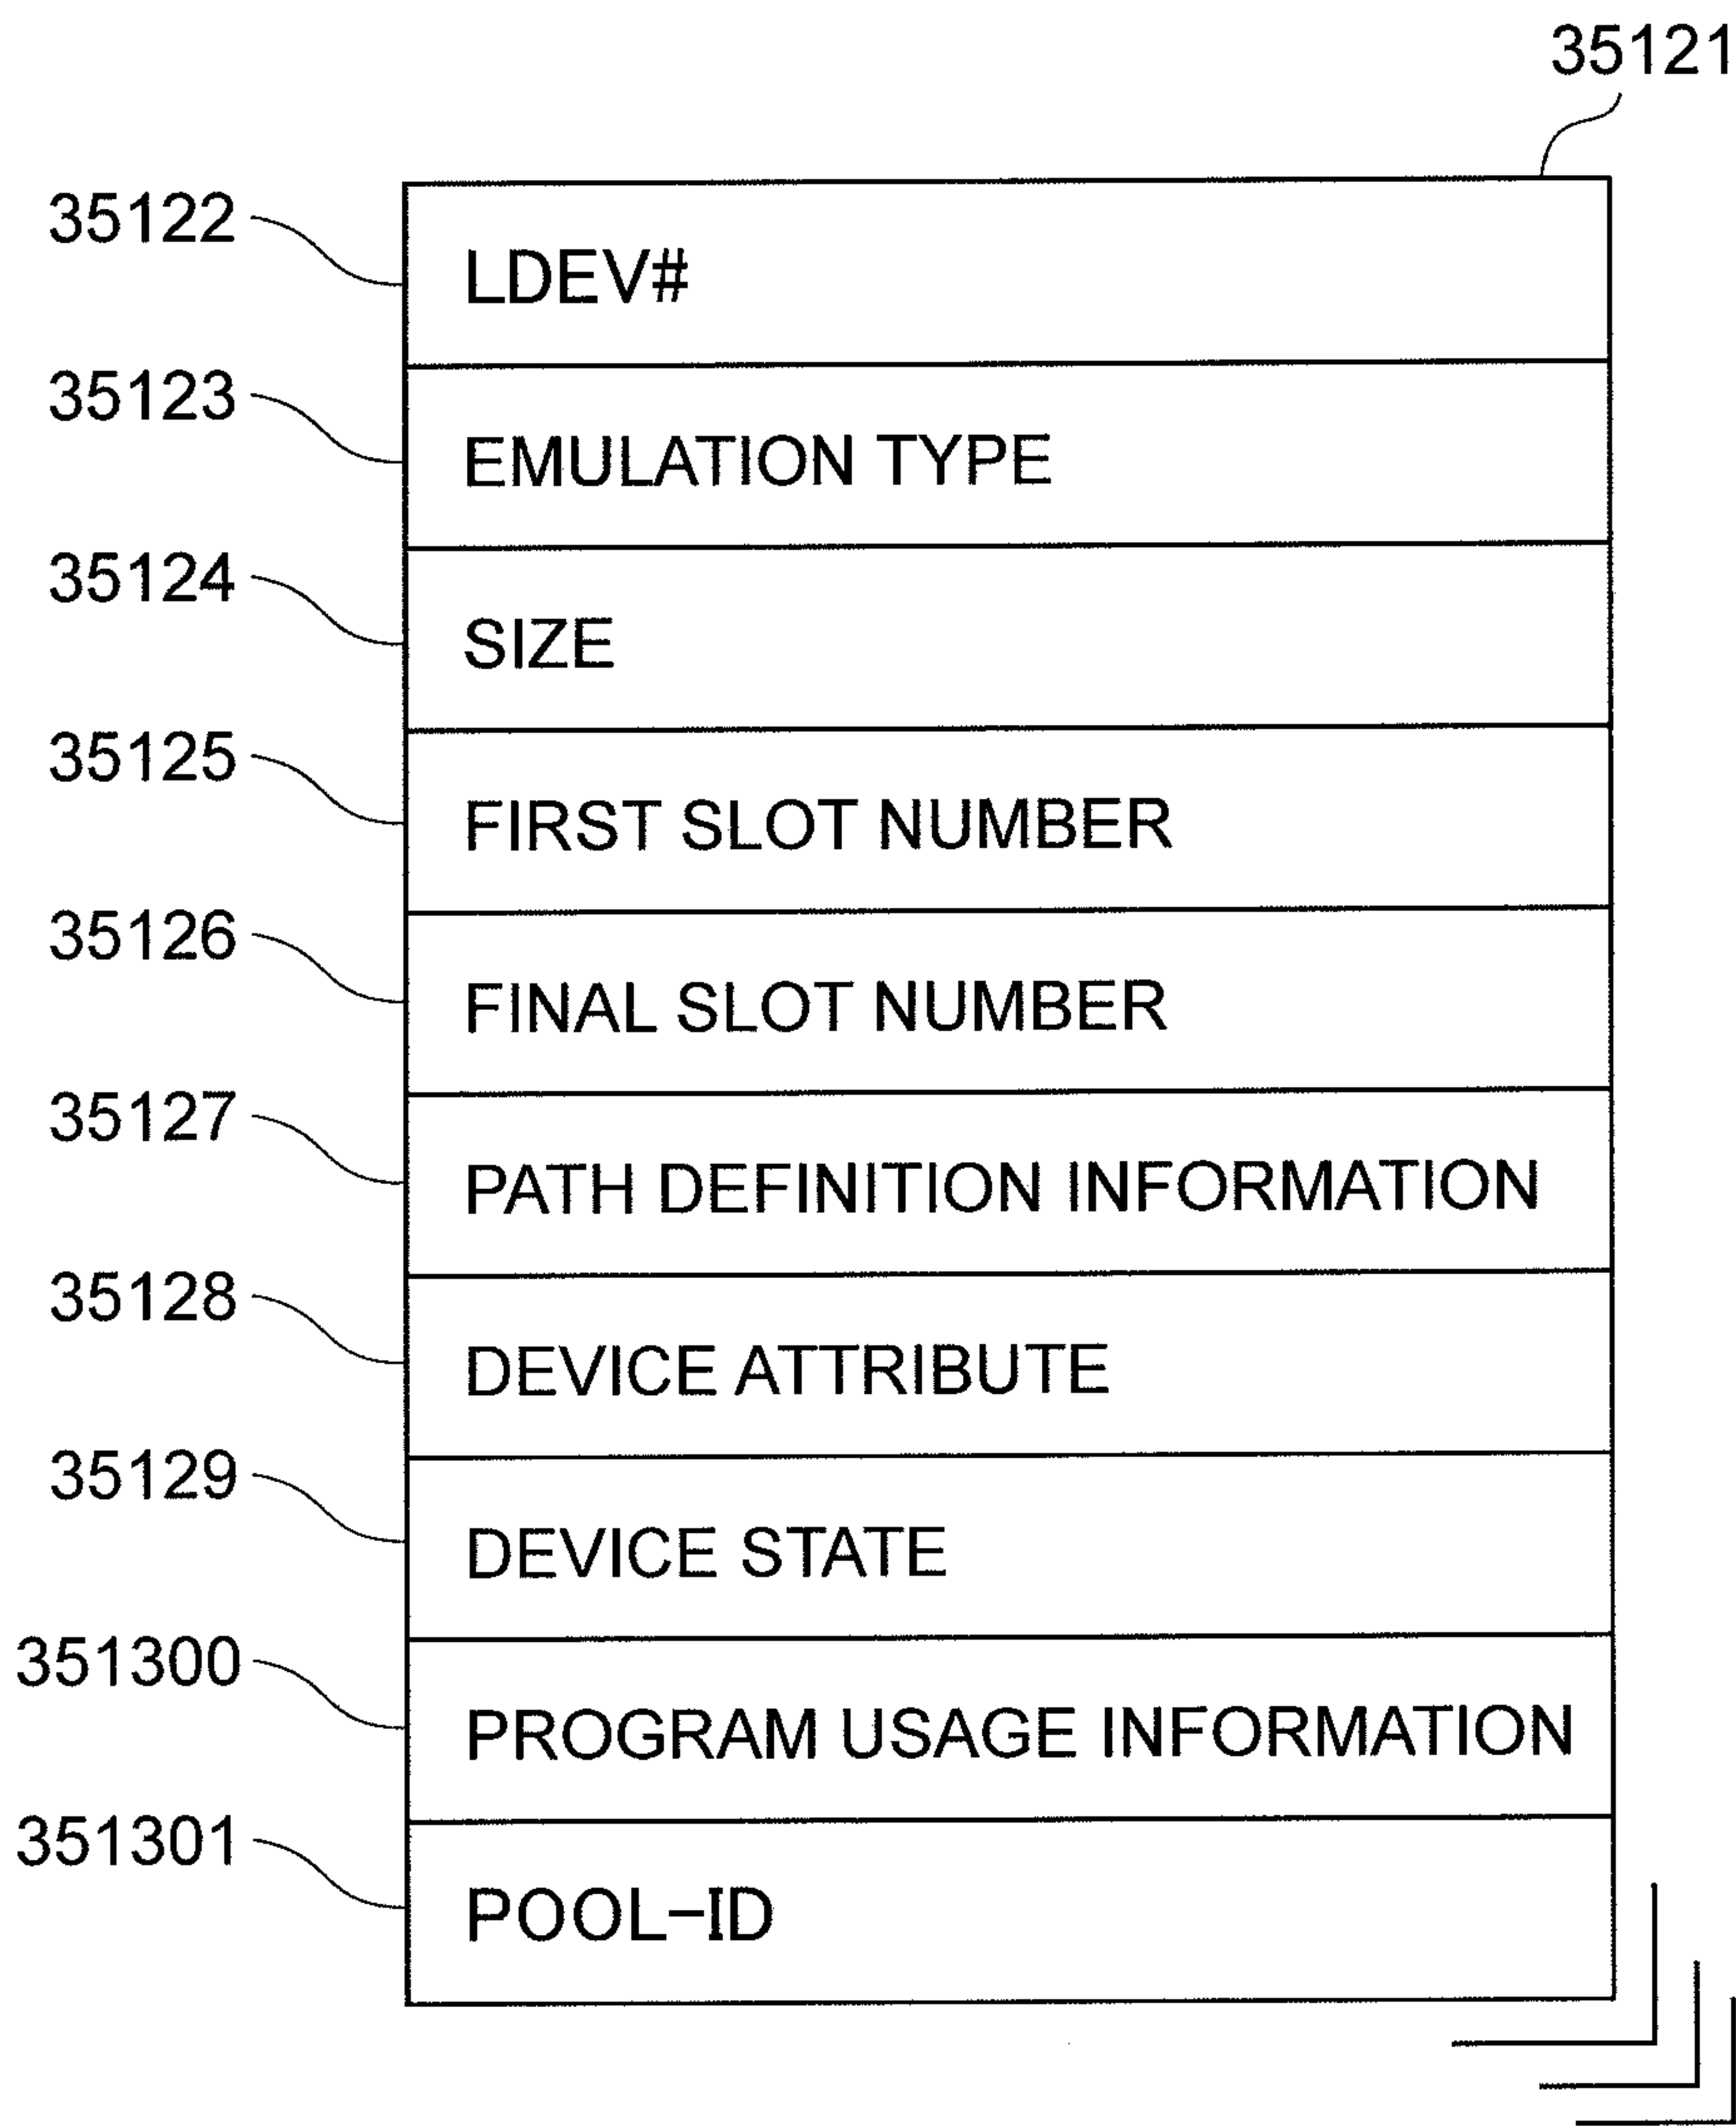 35121
35122
LDEV#
35123
EMULATION TYPE
35124
SIZE
35125
FIRST SLOT NUMBER
35126
FINAL SLOT NUMBER
35127
PATH DEFINITION INFORMATION
35128
DEVICE ATTRIBUTE
35129
DEVICE STATE
351300
PROGRAM USAGE INFORMATION
351301
POOL-ID